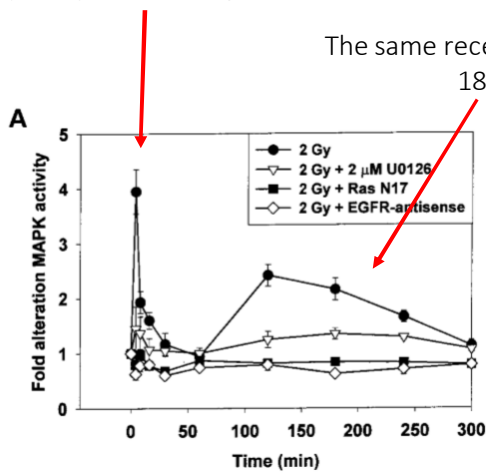 The same rece
18
A
5
4
3
2
1
0
Fold alteration MAPK activity
2 Gy
2 Gy + 2 μM U0126
2 Gy + Ras N17
2 Gy + EGFR-antisense
0 50 100 150 200 250 300
Time (min)